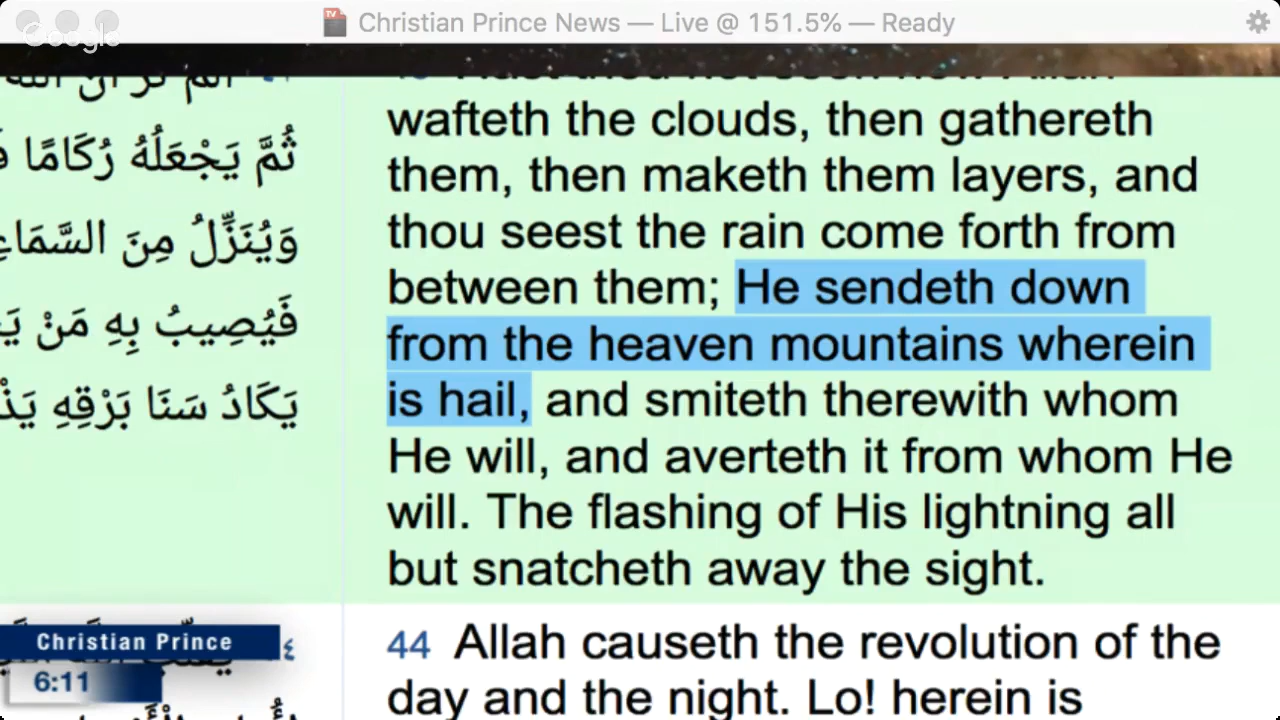 Christian Prince News — Live @ 151.5% — Ready
Google
wafteth the clouds, then gathereth
them, then maketh them layers, and
thou seest the rain come forth from
between them; He sendeth down
from the heaven mountains wherein
is hail, and smiteth therewith whom
He will, and averteth it from whom He
will. The flashing of His lightning all
but snatcheth away the sight.
44 Allah causeth the revolution of the
day and the night. Lo! herein is
ثُمَّ يَجْعَلُهُ رُكَامًا
وَيُنَزِّلُ مِنَ السَّمَاءِ
فَيُصِيبُ بِهِ مَنْ
يَكَادُ سَنَا بَرْقِهِ
Christian Prince
6:11